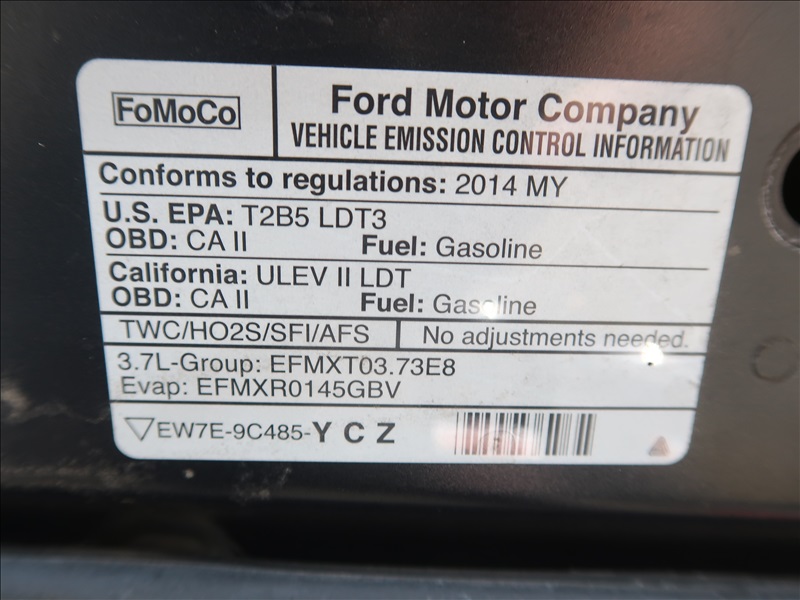 FoMoCo
Ford Motor Company
VEHICLE EMISSION CONTROL INFORMATION
Conforms to regulations: 2014 MY
U.S. EPA: T2B5 LDT3
OBD: CA II Fuel: Gasoline
California: ULEV II LDT
OBD: CA II Fuel: Gasoline
TWC/HO2S/SFI/AFS No adjustments needed.
3.7L-Group: EFMXT03.73E8
Evap: EFMXR0145GBV
EW7E-9C485-Y C Z